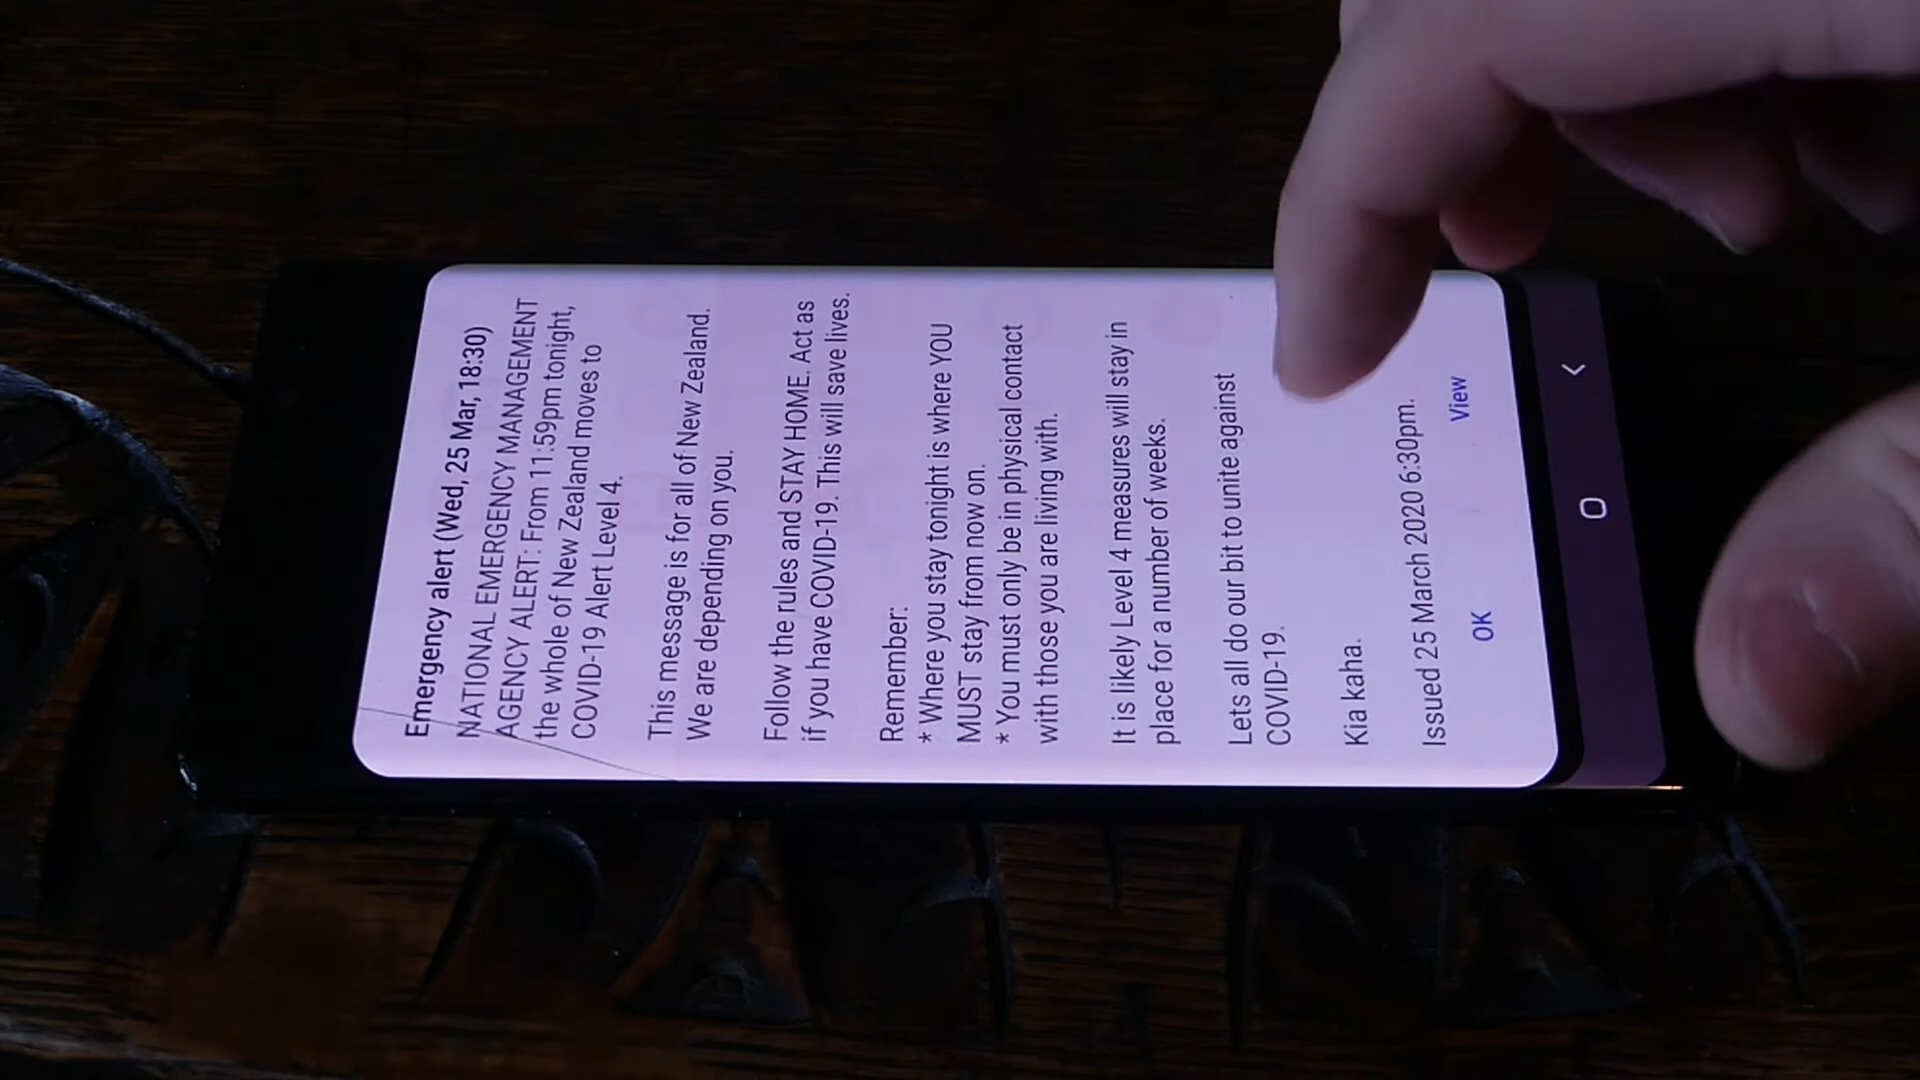 Emergency alert (Wed, 25 Mar, 18:30)
NATIONAL EMERGENCY MANAGEMENT
AGENCY ALERT: From 11:59pm tonight,
the whole of New Zealand moves to
COVID-19 Alert Level 4.
This message is for all of New Zealand.
We are depending on you.
Follow the rules and STAY HOME. Act as
if you have COVID-19. This will save lives.
Remember:
* Where you stay tonight is where YOU
MUST stay from now on.
* You must only be in physical contact
with those you are living with.
It is likely Level 4 measures will stay in
place for a number of weeks.
Lets all do our bit to unite against
COVID-19.
Kia kaha.
Issued 25 March 2020 6:30pm.
OK View